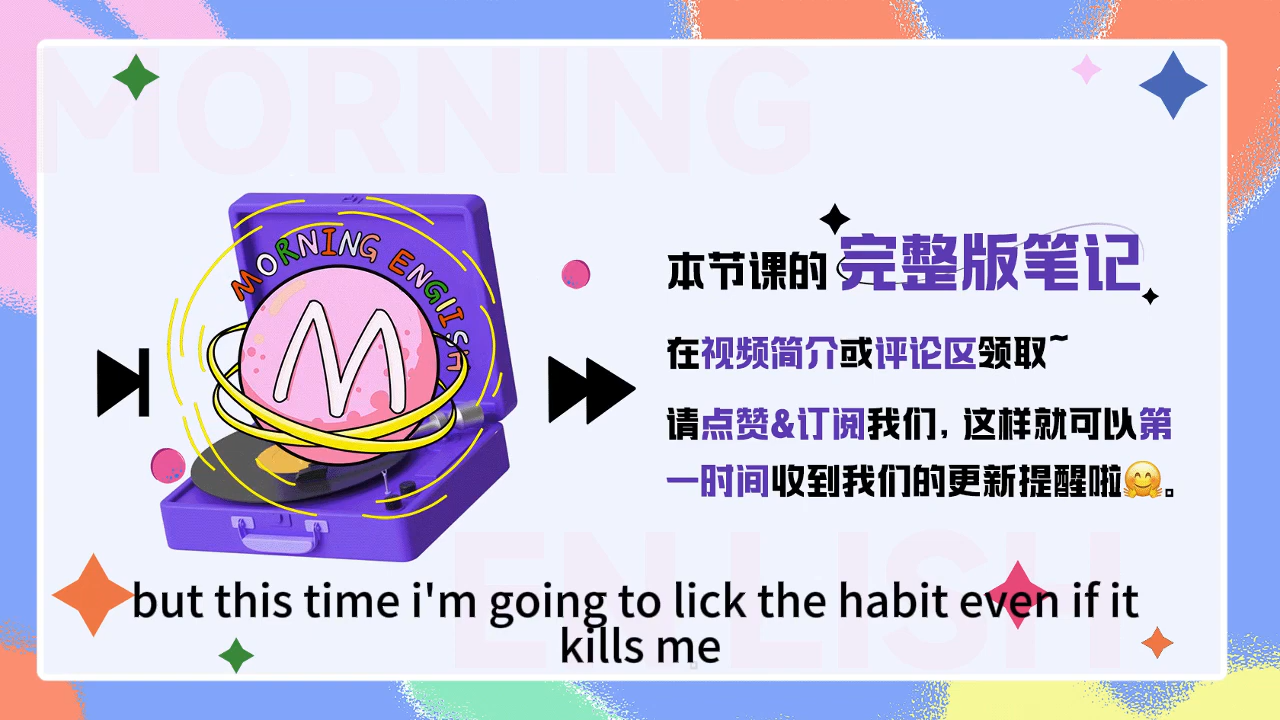 MORNING
MORNING ENGLISH
M
本节课的完整版笔记
在视频简介或评论区领取~
请点赞&订阅我们，这样就可以第
一时间收到我们的更新提醒啦🤗。
ENGLISH
but this time i'm going to lick the habit even if it
kills me